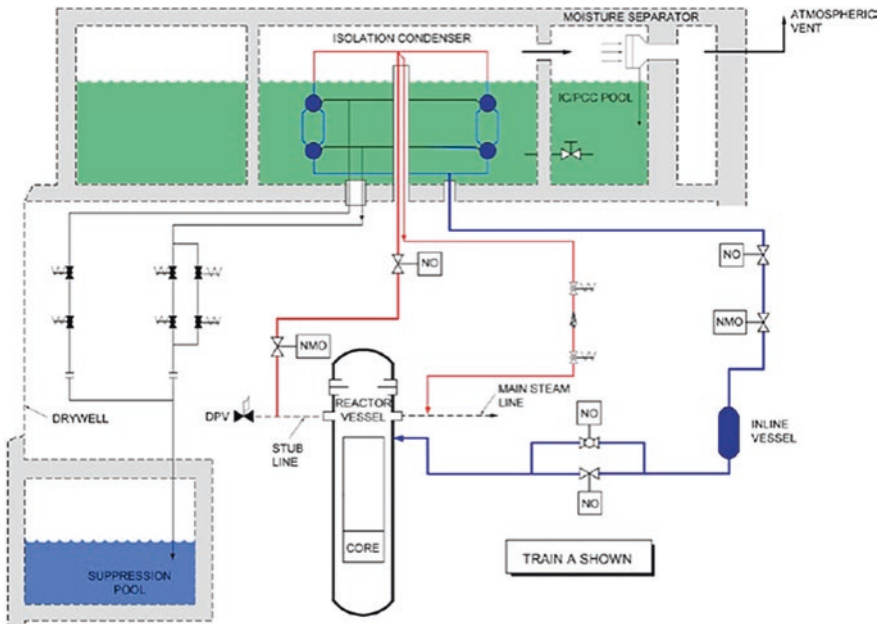 MOISTURE SEPARATOR
ATMOSPHERIC
VENT
ISOLATION CONDENSER
IC/PCC POOL
NO
NO
NMO
NMO
REACTOR
VESSEL
MAIN STEAM
LINE
DPV
STUB
LINE
DRYWELL
NO
INLINE
VESSEL
NO
CORE
TRAIN A SHOWN
SUPPRESSION
POOL